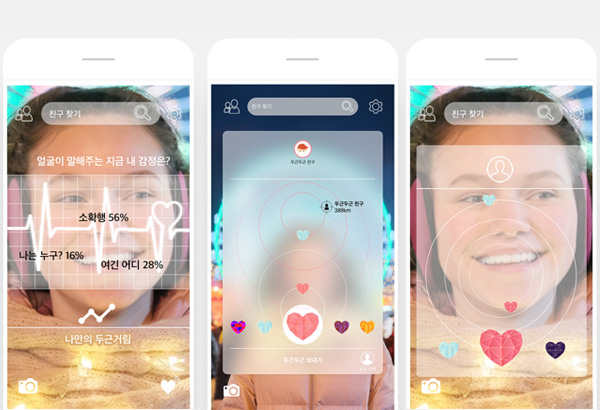 친구 찾기
얼굴이 말해주는 지금 내 감정은?
소확행 56%
나는 누구? 16%
여긴 어디 28%
나만의 두근거림
친구 찾기
두근두근 친구
두근두근 친구
389km
두근두근 보내기
친구 찾기